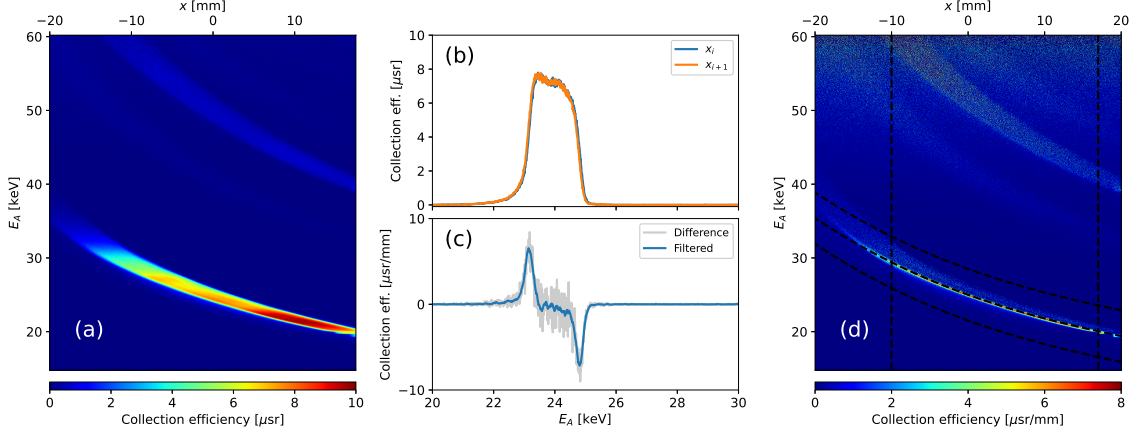 x [mm]
−20 −10 0 10
60
50
40
30
20
E_A [keV]
(a)
0 2 4 6 8 10
Collection efficiency [μsr]
10
8
6
4
2
0
Collection eff. [μsr]
(b)
x_i
x_{i+1}
10
0
−10
Collection eff. [μsr/mm]
(c)
Difference
Filtered
20 22 24 26 28 30
E_A [keV]
x [mm]
−20 −10 0 10 20
60
50
40
30
20
E_A [keV]
(d)
0 2 4 6 8
Collection efficiency [μsr/mm]